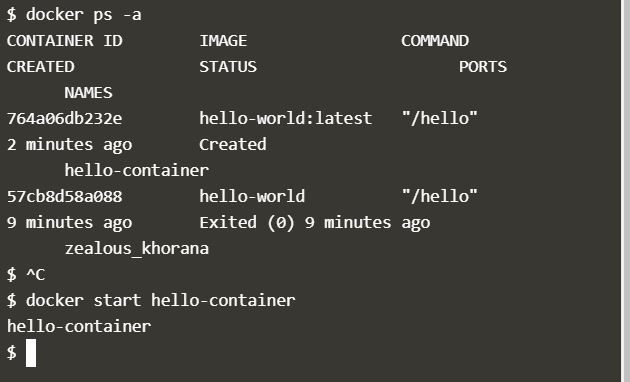 $ docker ps -a
CONTAINER ID        IMAGE               COMMAND
CREATED             STATUS                     PORTS
      NAMES
764a06db232e        hello-world:latest   "/hello"
2 minutes ago       Created
      hello-container
57cb8d58a088        hello-world          "/hello"
9 minutes ago       Exited (0) 9 minutes ago
      zealous_khorana
$ ^C
$ docker start hello-container
hello-container
$